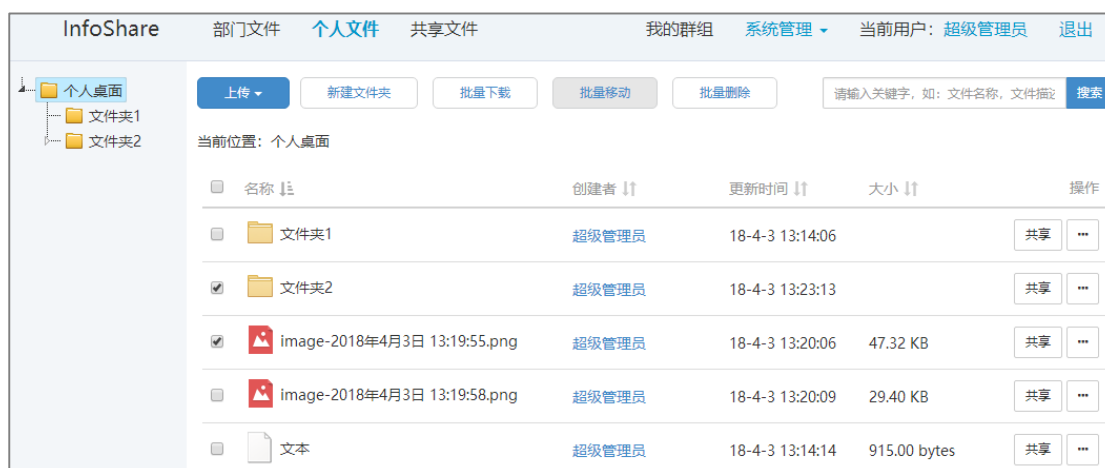 InfoShare 部门文件 个人文件 共享文件 我的群组 系统管理 当前用户：超级管理员 退出
个人桌面
文件夹1
文件夹2
上传 新建文件夹 批量下载 批量移动 批量删除 请输入关键字，如：文件名称，文件描述 搜索
当前位置：个人桌面
名称 创建者 更新时间 大小 操作
文件夹1 超级管理员 18-4-3 13:14:06 共享 ...
文件夹2 超级管理员 18-4-3 13:23:13 共享 ...
image-2018年4月3日 13:19:55.png 超级管理员 18-4-3 13:20:06 47.32 KB 共享 ...
image-2018年4月3日 13:19:58.png 超级管理员 18-4-3 13:20:09 29.40 KB 共享 ...
文本 超级管理员 18-4-3 13:14:14 915.00 bytes 共享 ...